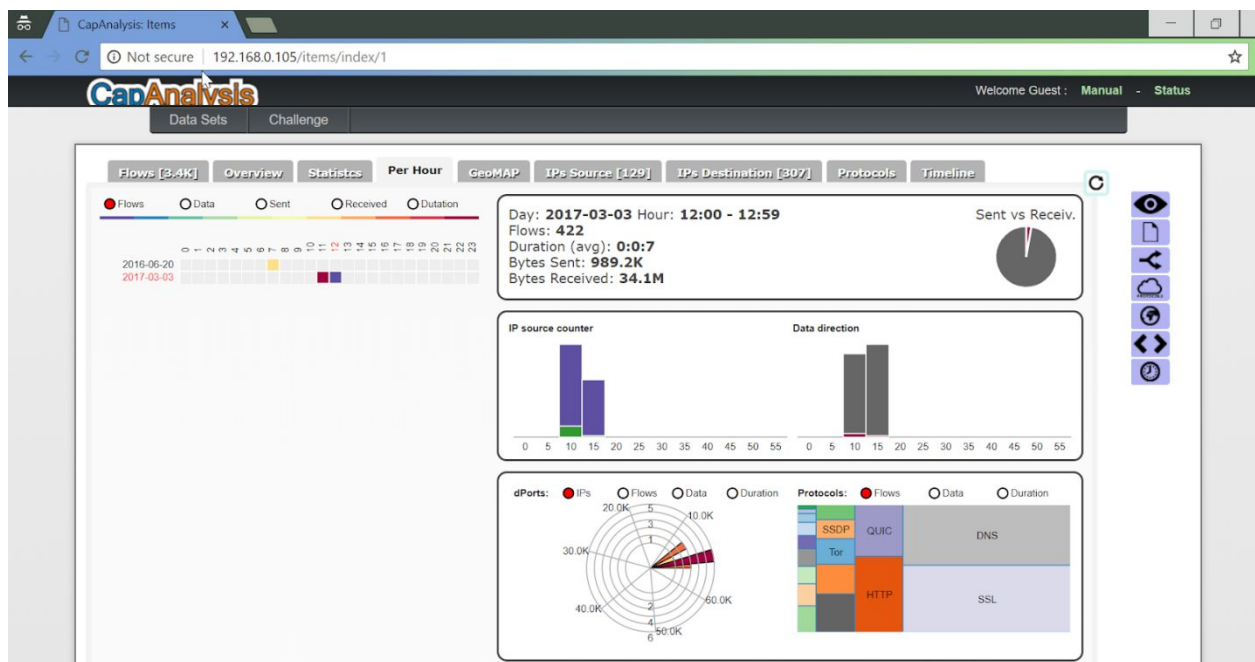 CapAnalysis: Items
Not secure 192.168.0.105/items/index/1
CapAnalysis
Welcome Guest : Manual - Status
Data Sets Challenge
Flows [3.4K] Overview Statistcs Per Hour GeoMAP IPs Source [129] IPs Destination [307] Protocols Timeline
Flows Data Sent Received Dutation
0 1 2 3 4 5 6 7 8 9 10 11 12 13 14 15 16 17 18 19 20 21 22 23
2016-06-20
2017-03-03
Day: 2017-03-03 Hour: 12:00 - 12:59
Flows: 422
Duration (avg): 0:0:7
Bytes Sent: 989.2K
Bytes Received: 34.1M
Sent vs Receiv.
IP source counter
0 5 10 15 20 25 30 35 40 45 50 55
Data direction
0 5 10 15 20 25 30 35 40 45 50 55
dPorts: IPs Flows Data Duration
20.0K 5 10.0K
3
1
30.0K
2 60.0K
40.0K
4
6 50.0K
Protocols: Flows Data Duration
SSDP QUIC DNS
Tor
HTTP SSL